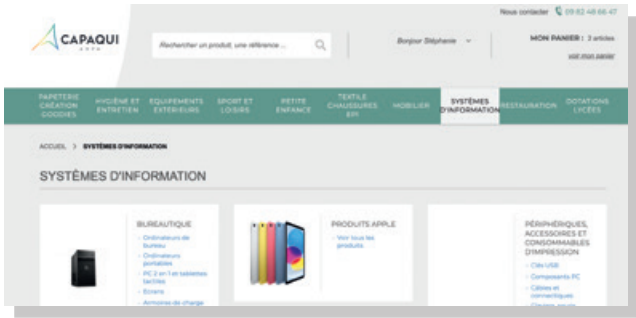 Nous contacter 09 82 48 66 47
CAPAQUI
Rechercher un produit, une référence ...
Bonjour Stéphanie
MON PANIER : 3 articles
voir mon panier
PAPETERIE CRÉATION GOODIES
HYGIÈNE ET ENTRETIEN
EQUIPEMENTS EXTÉRIEURS
SPORT ET LOISIRS
PETITE ENFANCE
TEXTILE CHAUSSURES EPI
MOBILIER
SYSTÈMES D'INFORMATION
RESTAURATION
DOTATIONS LYCÉES
ACCUEIL > SYSTÈMES D'INFORMATION
SYSTÈMES D'INFORMATION
BUREAUTIQUE
- Ordinateurs de
bureau
- Ordinateurs
portables
- PC 2 en 1 et tablettes
tactiles
- Ecrans
- Armoires de charge
PRODUITS APPLE
- Voir tous les
produits
PÉRIPHÉRIQUES,
ACCESSOIRES ET
CONSOMMABLES
D'IMPRESSION
- Clés USB
- Composants PC
- Câbles et
connectiques